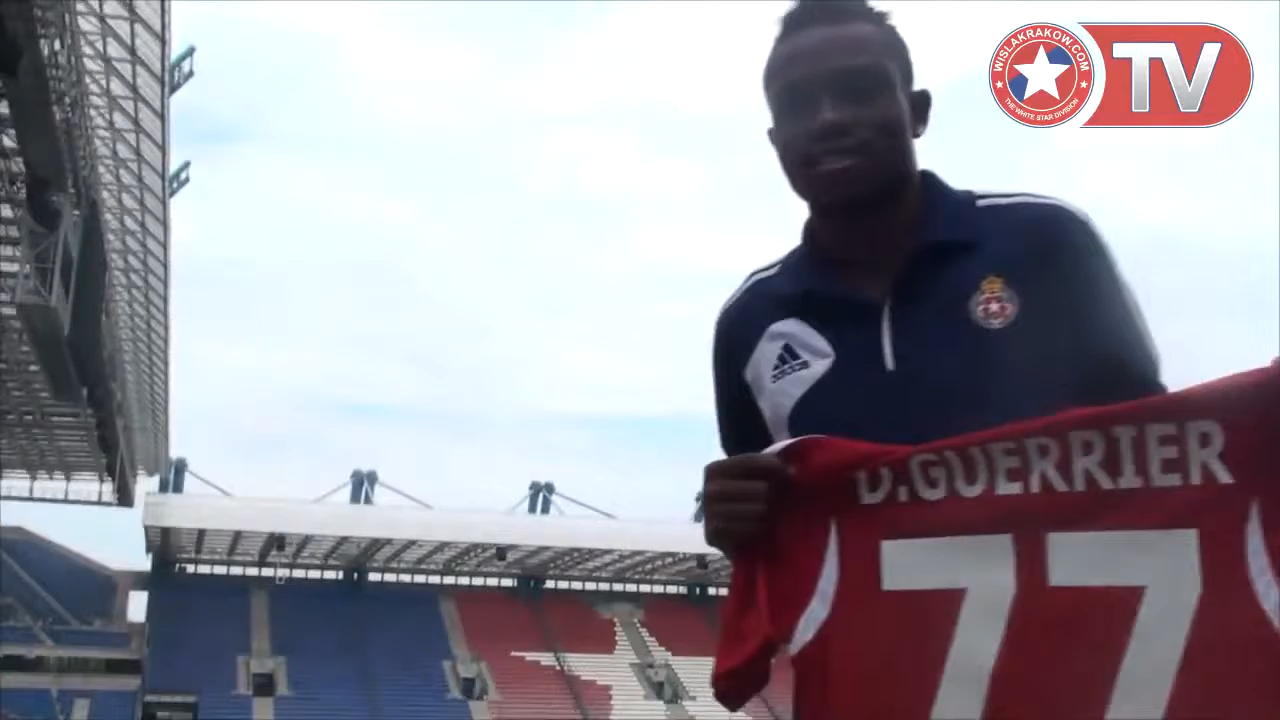 WISLAKRAKOW.COM
THE WHITE STAR DIVISION
TV
adidas
D.GUERRIER
77